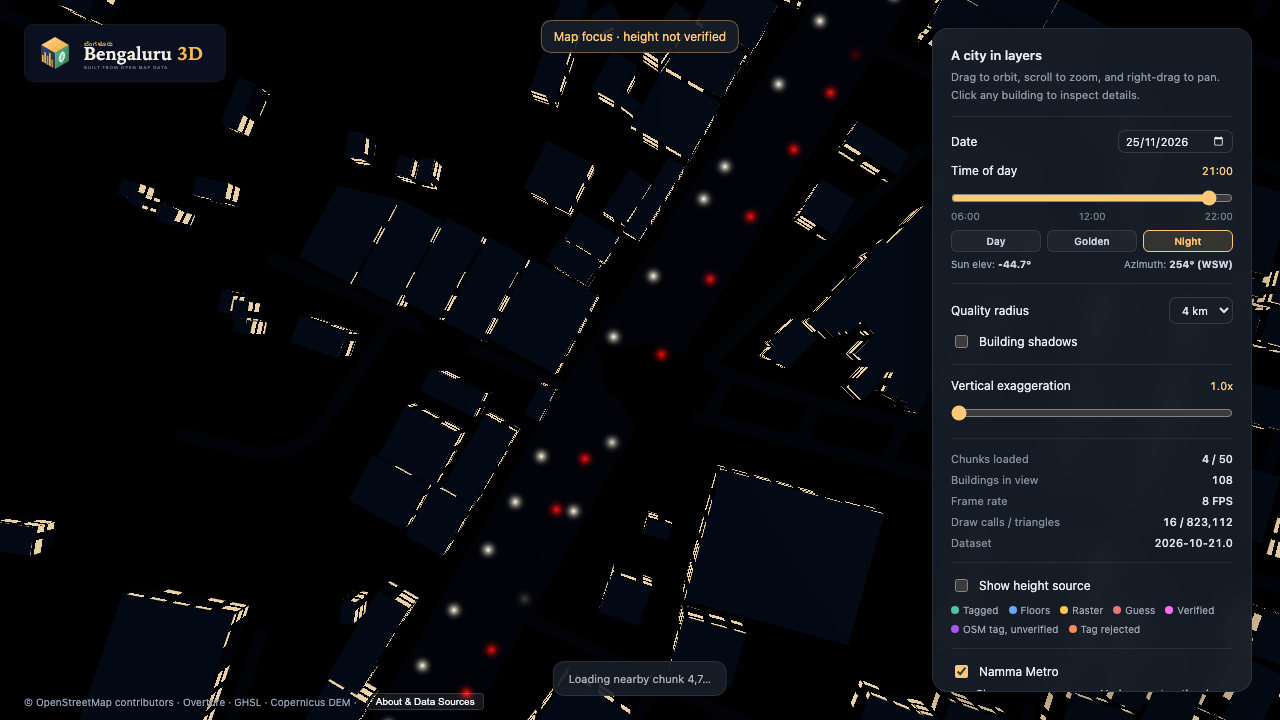 ಬೆಂಗಳೂರು
Bengaluru 3D
BUILT FROM OPEN MAP DATA
Map focus · height not verified
A city in layers
Drag to orbit, scroll to zoom, and right-drag to pan.
Click any building to inspect details.
Date 25/11/2026
Time of day 21:00
06:00 12:00 22:00
Day Golden Night
Sun elev: -44.7° Azimuth: 254° (WSW)
Quality radius 4 km
Building shadows
Vertical exaggeration 1.0x
Chunks loaded 4 / 50
Buildings in view 108
Frame rate 8 FPS
Draw calls / triangles 16 / 823,112
Dataset 2026-10-21.0
Show height source
Tagged Floors Raster Guess Verified
OSM tag, unverified Tag rejected
Namma Metro
Loading nearby chunk 4,7...
© OpenStreetMap contributors · Overture · GHSL · Copernicus DEM · About & Data Sources